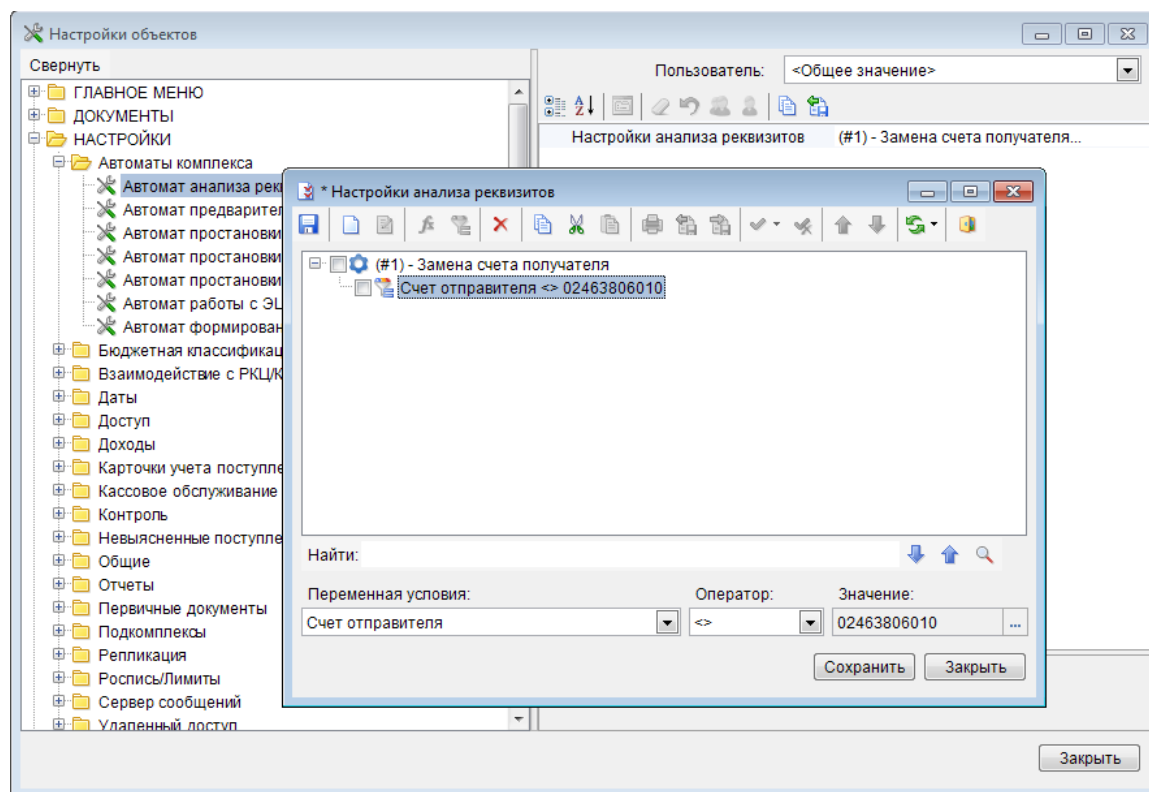 Настройки объектов
Свернуть
ГЛАВНОЕ МЕНЮ
ДОКУМЕНТЫ
НАСТРОЙКИ
Автоматы комплекса
Автомат анализа рек
Автомат предварител
Автомат простановки
Автомат простановки
Автомат простановки
Автомат работы с ЭЦ
Автомат формирован
Бюджетная классификац
Взаимодействие с РКЦ/К
Даты
Доступ
Доходы
Карточки учета поступле
Кассовое обслуживание
Контроль
Невыясненные поступле
Общие
Отчеты
Первичные документы
Подкомплексы
Репликация
Роспись/Лимиты
Сервер сообщений
Удаленный доступ
Пользователь: <Общее значение>
Настройки анализа реквизитов (#1) - Замена счета получателя...
* Настройки анализа реквизитов
(#1) - Замена счета получателя
Счет отправителя <> 02463806010
Найти:
Переменная условия: Оператор: Значение:
Счет отправителя <> 02463806010 ...
Сохранить Закрыть
Закрыть